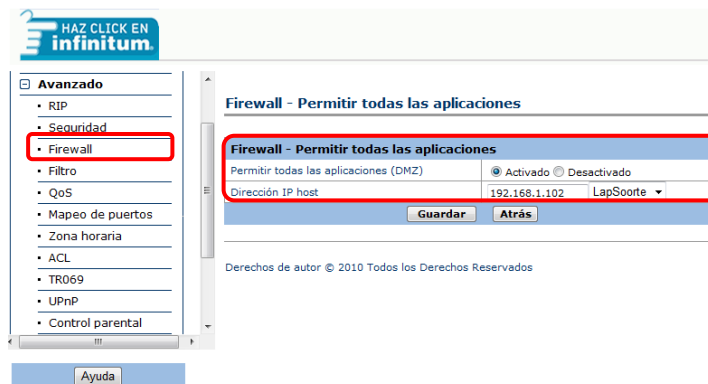 HAZ CLICK EN
infinitum.
Avanzado
RIP
Seguridad
Firewall
Filtro
QoS
Mapeo de puertos
Zona horaria
ACL
TR069
UPnP
Control parental
Ayuda
Firewall - Permitir todas las aplicaciones
Firewall - Permitir todas las aplicaciones
Permitir todas las aplicaciones (DMZ) Activado Desactivado
Dirección IP host 192.168.1.102 LapSoorte
Guardar Atrás
Derechos de autor © 2010 Todos los Derechos Reservados